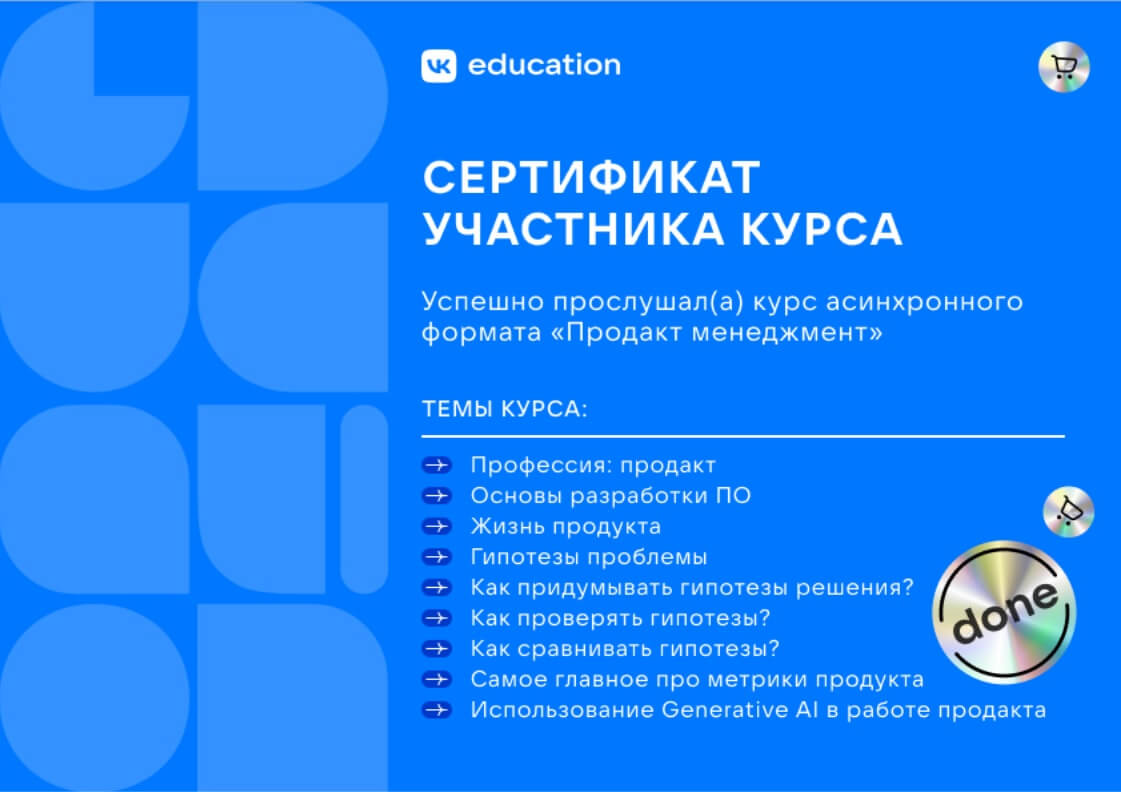 VK education
СЕРТИФИКАТ
УЧАСТНИКА КУРСА
Успешно прослушал(а) курс асинхронного
формата «Продакт менеджмент»
ТЕМЫ КУРСА:
Профессия: продакт
Основы разработки ПО
Жизнь продукта
Гипотезы проблемы
Как придумывать гипотезы решения?
Как проверять гипотезы?
Как сравнивать гипотезы?
Самое главное про метрики продукта
Использование Generative AI в работе продакта
done